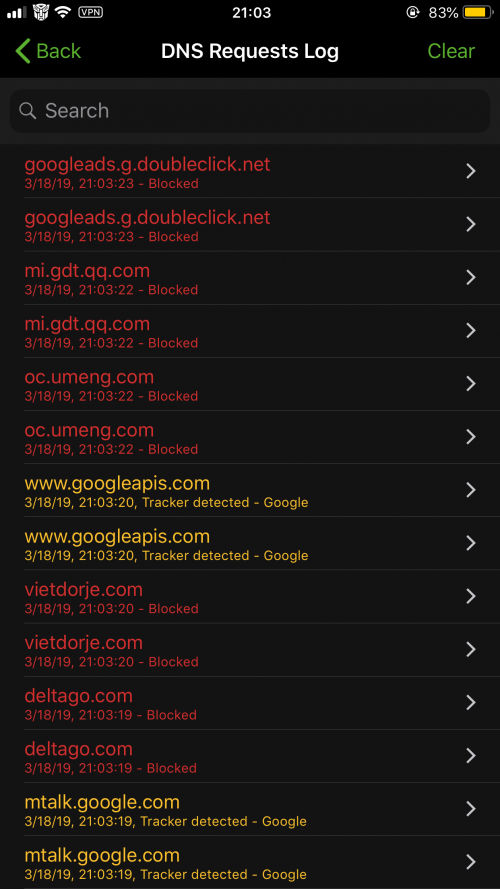 VPN
21:03
83%
Back
DNS Requests Log
Clear
Search
googleads.g.doubleclick.net
3/18/19, 21:03:23 - Blocked
googleads.g.doubleclick.net
3/18/19, 21:03:23 - Blocked
mi.gdt.qq.com
3/18/19, 21:03:22 - Blocked
mi.gdt.qq.com
3/18/19, 21:03:22 - Blocked
oc.umeng.com
3/18/19, 21:03:22 - Blocked
oc.umeng.com
3/18/19, 21:03:22 - Blocked
www.googleapis.com
3/18/19, 21:03:20, Tracker detected - Google
www.googleapis.com
3/18/19, 21:03:20, Tracker detected - Google
vietdorje.com
3/18/19, 21:03:20 - Blocked
vietdorje.com
3/18/19, 21:03:20 - Blocked
deltago.com
3/18/19, 21:03:19 - Blocked
deltago.com
3/18/19, 21:03:19 - Blocked
mtalk.google.com
3/18/19, 21:03:19, Tracker detected - Google
mtalk.google.com
3/18/19, 21:03:19, Tracker detected - Google